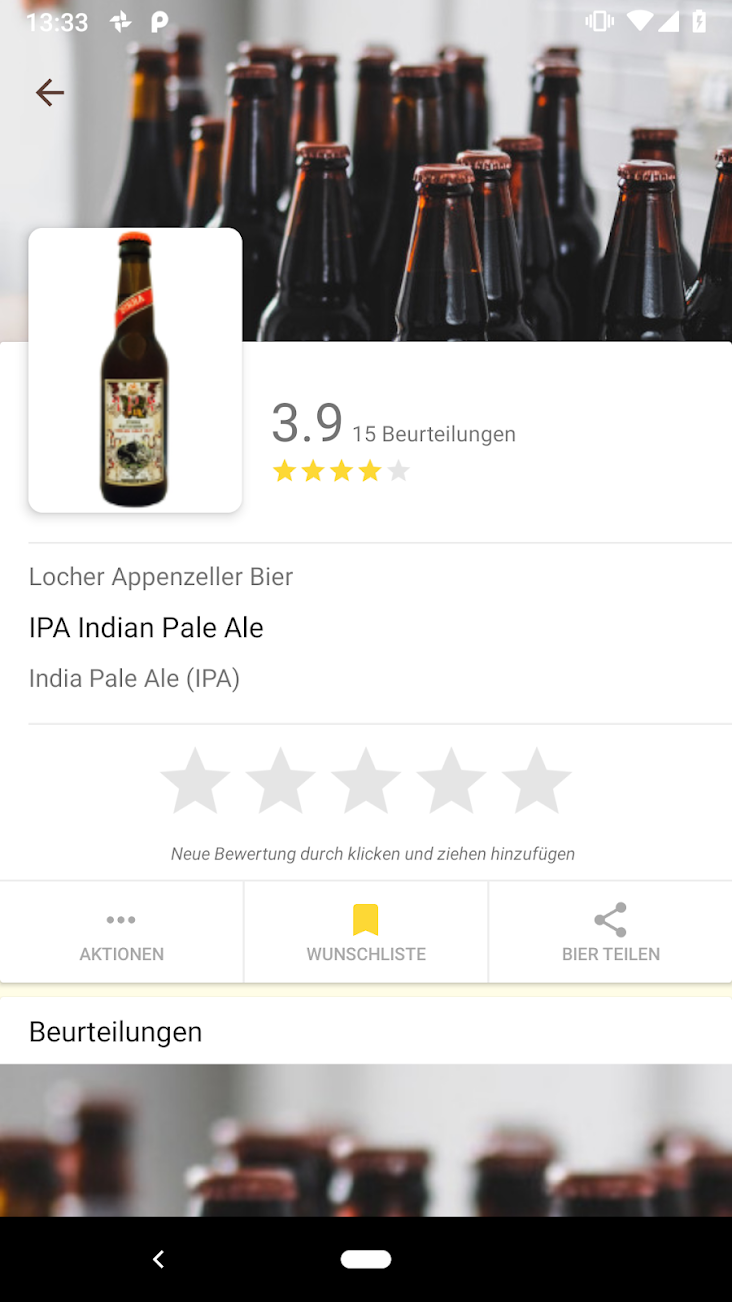 13:33
3.9 15 Beurteilungen
Locher Appenzeller Bier
IPA Indian Pale Ale
India Pale Ale (IPA)
Neue Bewertung durch klicken und ziehen hinzufügen
AKTIONEN
WUNSCHLISTE
BIER TEILEN
Beurteilungen